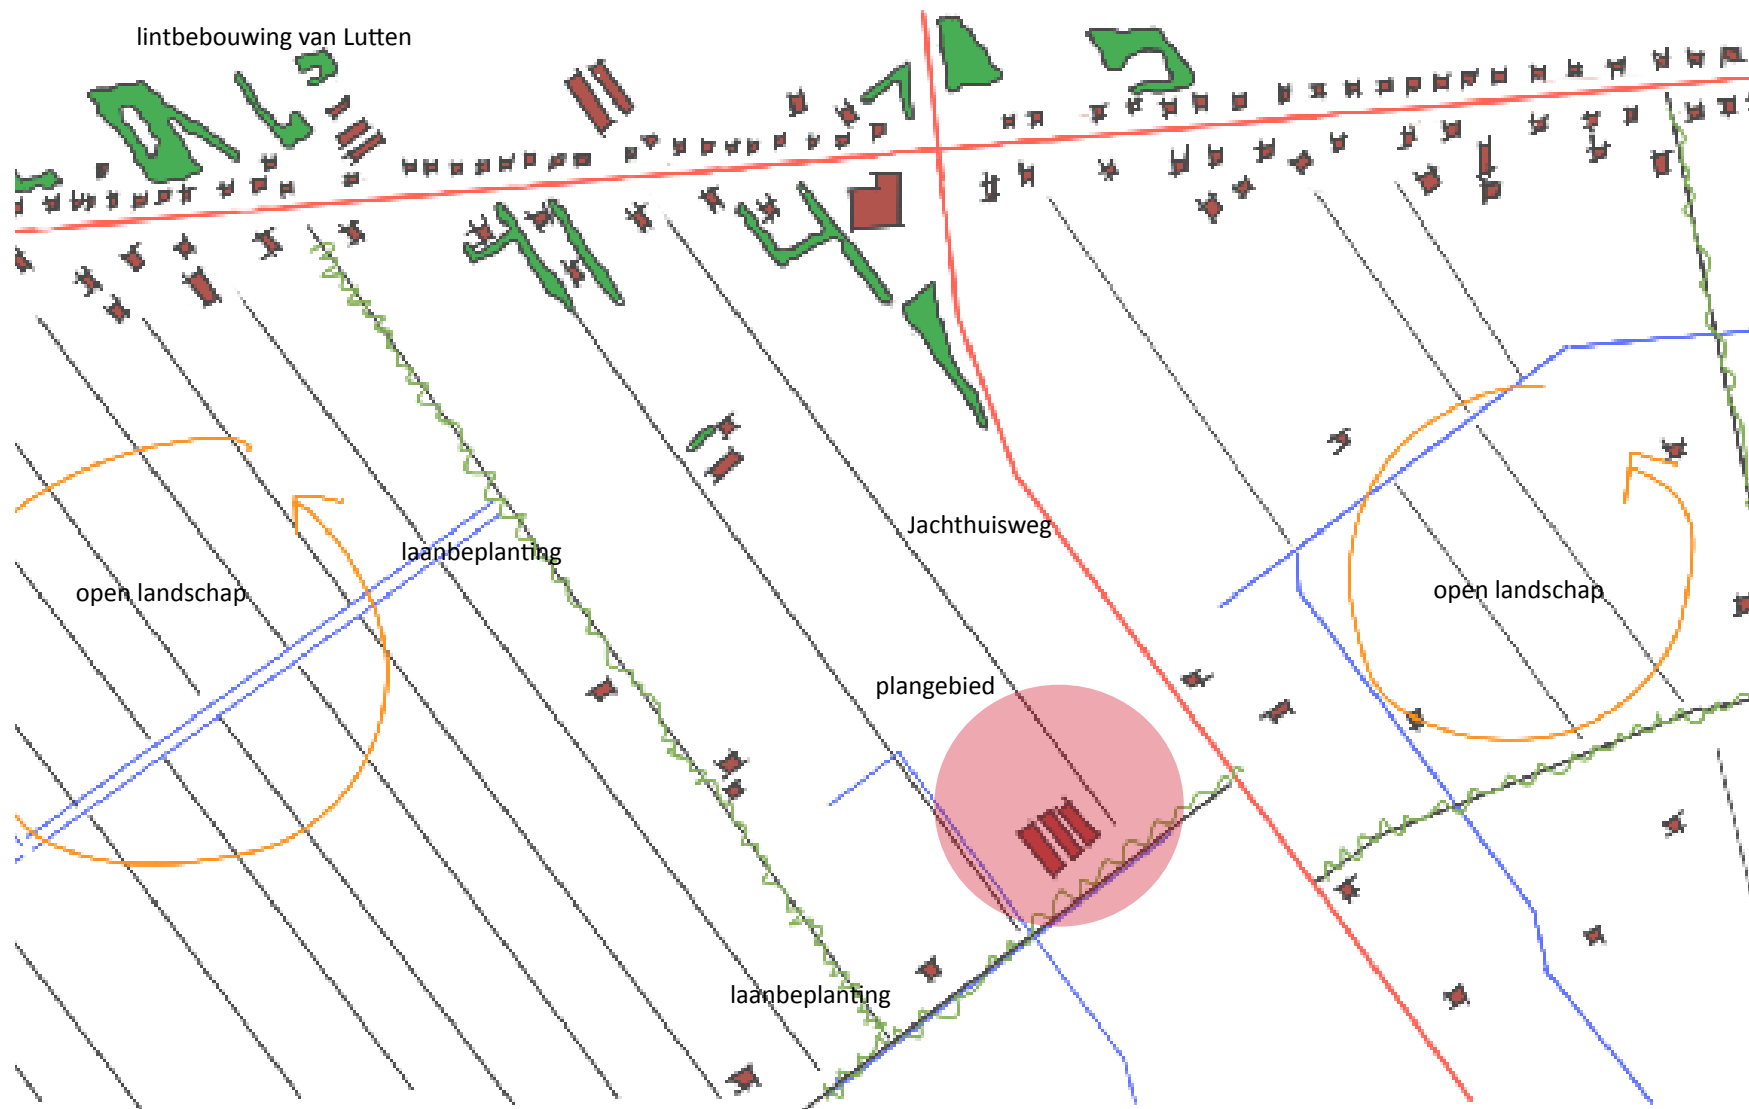 lintbebouwing van Lutten
Jachthuisweg
laanbeplanting
open landschap
open landschap
plangebied
laanbeplanting